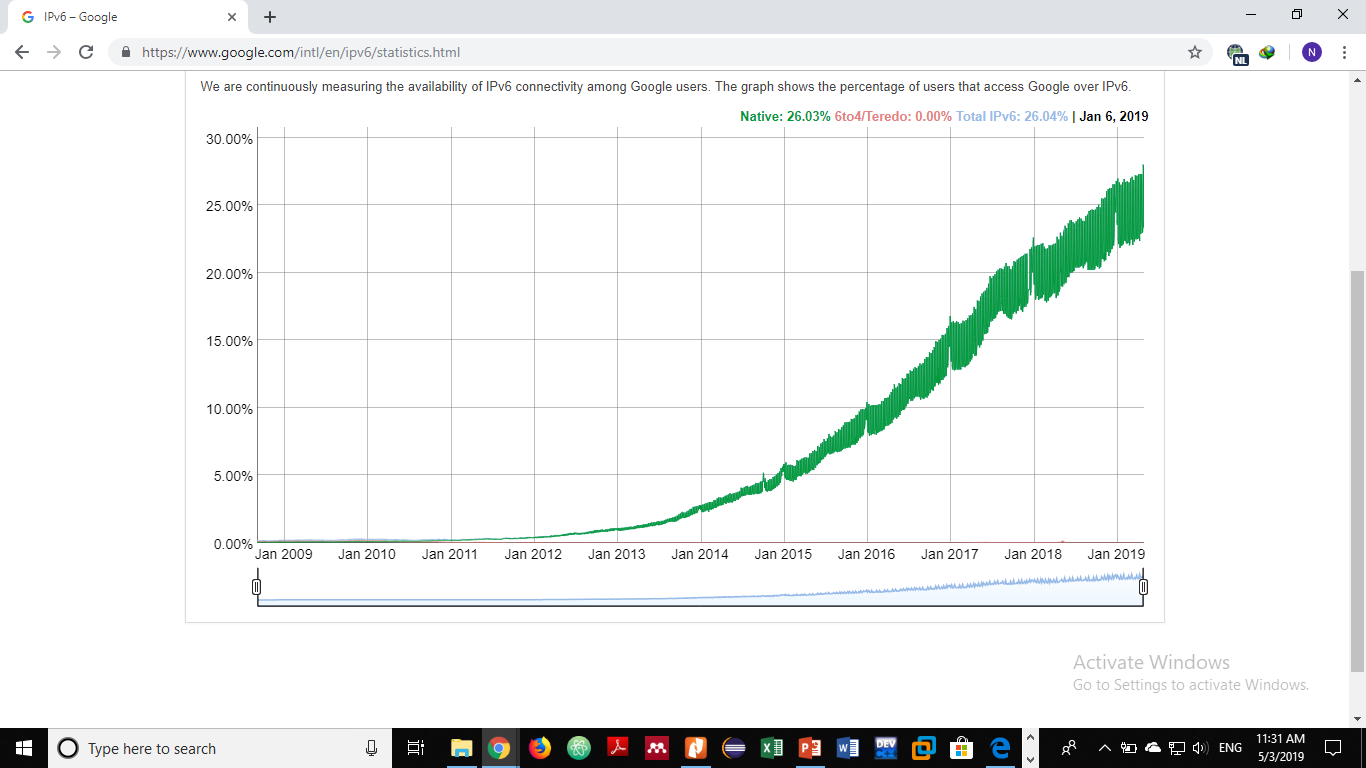 IPv6 – Google
https://www.google.com/intl/en/ipv6/statistics.html
N
NL
We are continuously measuring the availability of IPv6 connectivity among Google users. The graph shows the percentage of users that access Google over IPv6.
Native: 26.03% 6to4/Teredo: 0.00% Total IPv6: 26.04% | Jan 6, 2019
30.00%
25.00%
20.00%
15.00%
10.00%
5.00%
0.00%
Jan 2009 Jan 2010 Jan 2011 Jan 2012 Jan 2013 Jan 2014 Jan 2015 Jan 2016 Jan 2017 Jan 2018 Jan 2019
Activate Windows
Go to Settings to activate Windows.
Type here to search
DEV
ENG
11:31 AM
5/3/2019